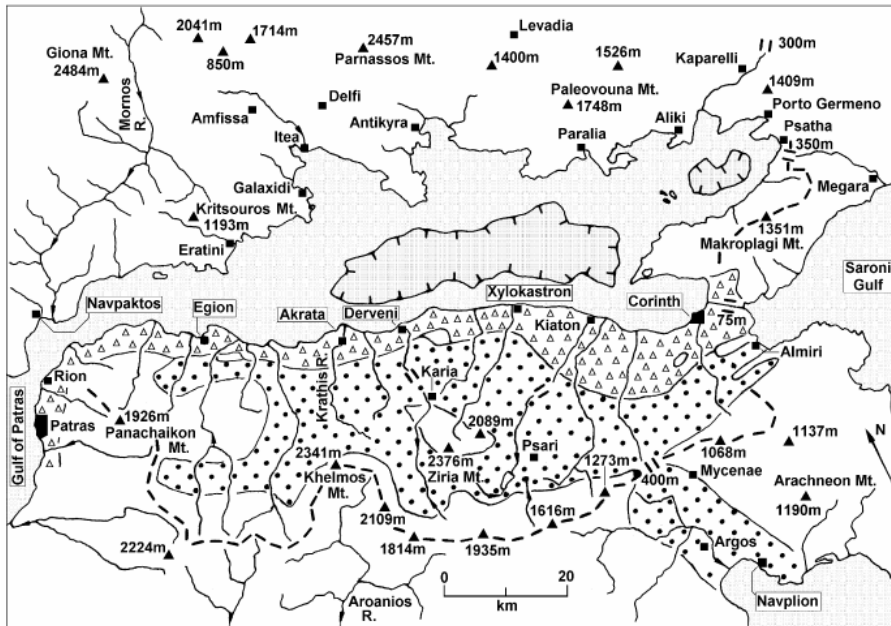 2041m
1714m
Giona Mt.
2484m
850m
2457m
Parnassos Mt.
Levadia
1400m
1526m
300m
Kaparelli
1409m
Mornos
R.
Amfissa
Delfi
Antikyra
Paleovouna Mt.
1748m
Aliki
Porto Germeno
Psatha
350m
Itea
Paralia
Galaxidi
Megara
Kritsouros Mt.
1193m
Eratini
1351m
Makroplagi Mt.
Saroni
Gulf
Navpaktos
Egion
Akrata
Derveni
Xylokastron
Kiaton
Corinth
75m
Almiri
Rion
Krathis R.
Karia
Gulf of Patras
Patras
1926m
Panachaikon
Mt.
2341m
Khelmos
Mt.
2089m
2376m
Ziria Mt.
Psari
1273m
400m
1068m
Mycenae
1137m
N
Arachneon Mt.
1190m
2109m
1616m
2224m
1814m
1935m
Argos
Navplion
0
20
km
Aroanios
R.